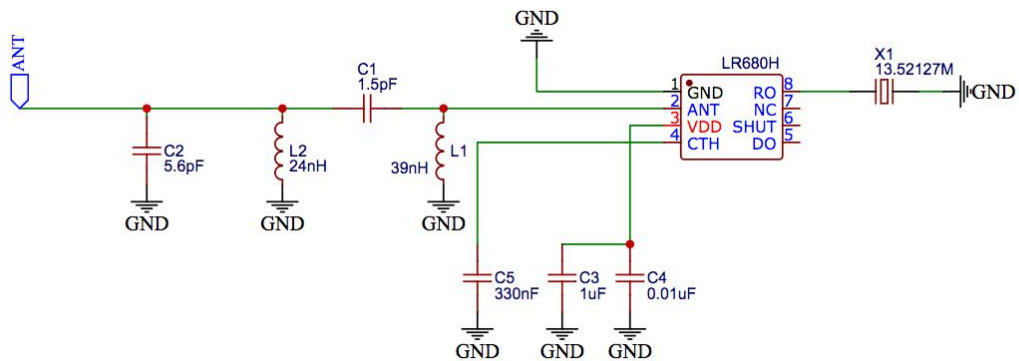 ANT
GND
C1
1.5pF
LR680H
X1
13.52127M
GND
1 GND RO 8
2 ANT NC 7
3 VDD SHUT 6
4 CTH DO 5
C2
5.6pF
L2
24nH
39nH
L1
GND
GND
GND
C5
330nF
C3
1uF
C4
0.01uF
GND
GND
GND